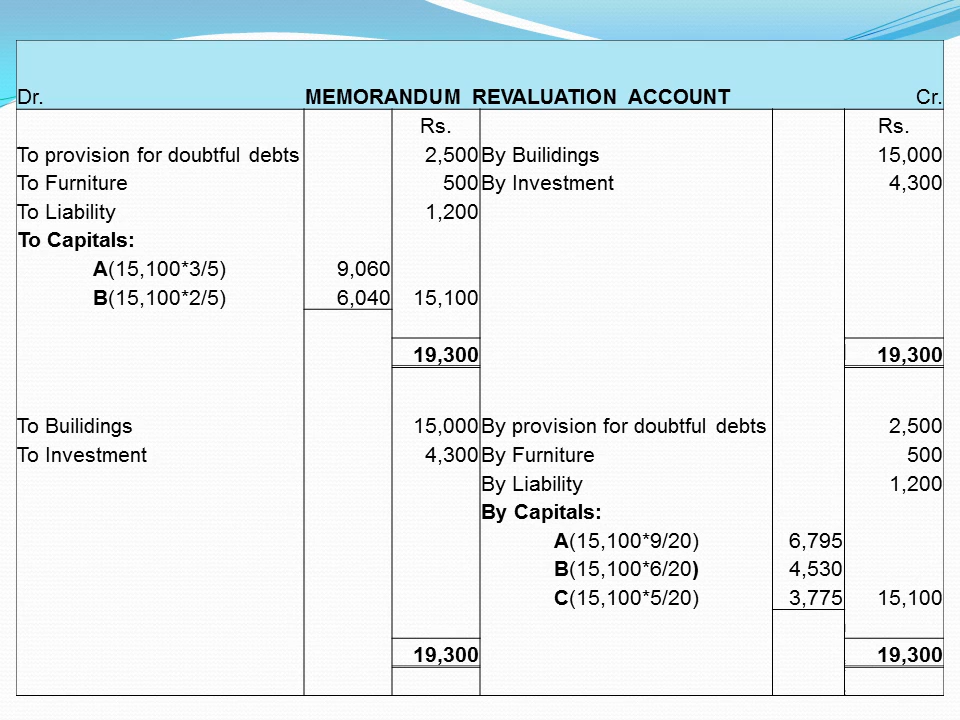 Dr. MEMORANDUM REVALUATION ACCOUNT Cr.
Rs. Rs.
To provision for doubtful debts 2,500 By Builidings 15,000
To Furniture 500 By Investment 4,300
To Liability 1,200
To Capitals:
A(15,100*3/5) 9,060
B(15,100*2/5) 6,040 15,100
19,300 19,300
To Builidings 15,000 By provision for doubtful debts 2,500
To Investment 4,300 By Furniture 500
By Liability 1,200
By Capitals:
A(15,100*9/20) 6,795
B(15,100*6/20) 4,530
C(15,100*5/20) 3,775 15,100
19,300 19,300